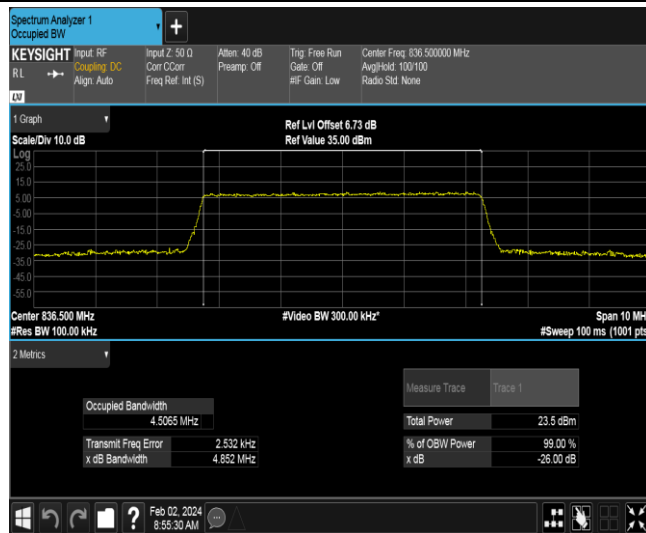 Spectrum Analyzer 1
Occupied BW
+
KEYSIGHT
RL
Input: RF
Coupling: DC
Align: Auto
Input Z: 50 Ω
Corr CCorr
Freq Ref: Int (S)
Atten: 40 dB
Preamp: Off
Trig: Free Run
Gate: Off
#IF Gain: Low
Center Freq: 836.500000 MHz
Avg|Hold: 100/100
Radio Std: None
1 Graph
Scale/Div 10.0 dB
Ref Lvl Offset 6.73 dB
Ref Value 35.00 dBm
Log
25.0
15.0
5.00
-5.00
-15.0
-25.0
-35.0
-45.0
-55.0
Center 836.500 MHz
#Res BW 100.00 kHz
#Video BW 300.00 kHz*
Span 10 MH
#Sweep 100 ms (1001 pts
2 Metrics
Measure Trace Trace 1
Occupied Bandwidth
4.5065 MHz
Total Power 23.5 dBm
Transmit Freq Error 2.532 kHz
% of OBW Power 99.00 %
x dB Bandwidth 4.852 MHz
x dB -26.00 dB
?
Feb 02, 2024
8:55:30 AM